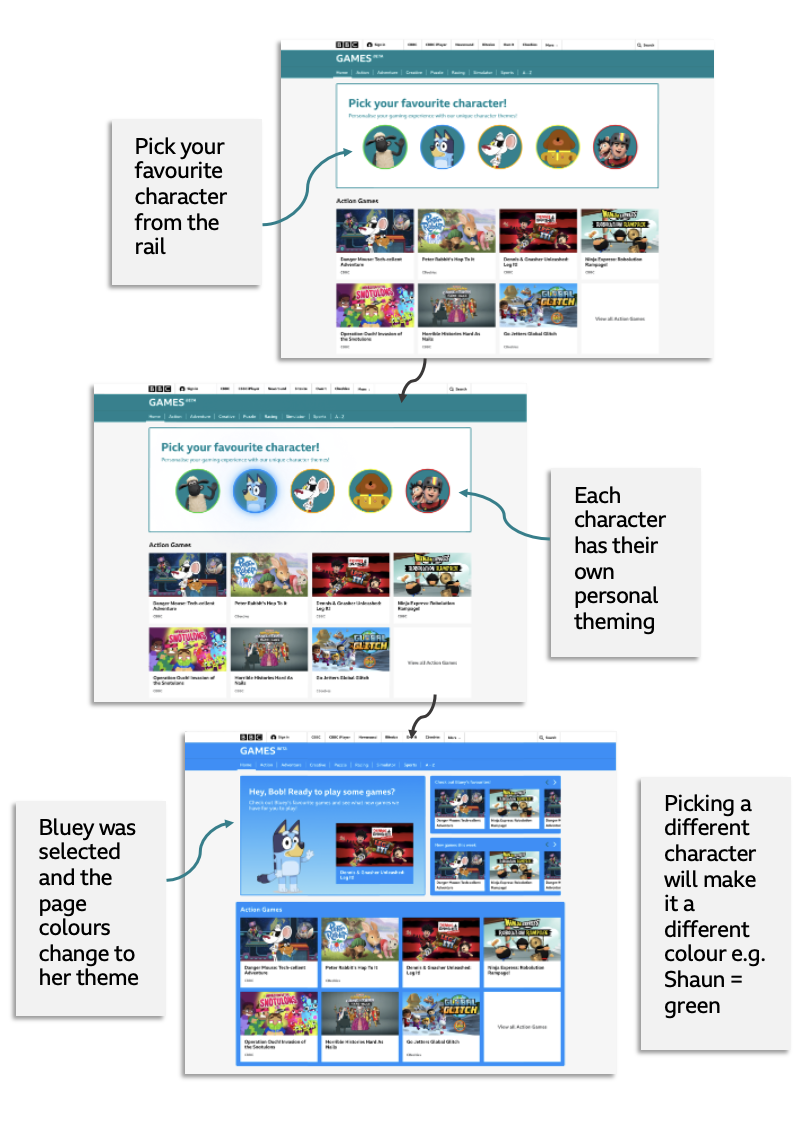 BBC Sign in CBBC CBBC iPlayer Newsround Bitesize Own It CBeebies More Search
GAMES BETA
Home Action Adventure Creative Puzzle Racing Simulator Sports A - Z
Pick your favourite character!
Personalise your gaming experience with our unique character themes!
Pick your
favourite
character
from the
rail
Action Games
Danger Mouse: Tech-cellent
Adventure
CBBC
Peter Rabbit's Hop To It
CBeebies
Dennis & Gnasher Unleashed:
Leg It!
CBBC
Ninja Express: Robolution
Rampage!
CBBC
Operation Ouch! Invasion of
the Snotulons
CBBC
Horrible Histories Hard As
Nails
CBBC
Go Jetters Global Glitch
CBeebies
View all Action Games
BBC Sign in CBBC CBBC iPlayer Newsround Bitesize Own It CBeebies More Search
GAMES BETA
Home Action Adventure Creative Puzzle Racing Simulator Sports A - Z
Pick your favourite character!
Personalise your gaming experience with our unique character themes!
Each
character
has their
own
personal
theming
Action Games
Danger Mouse: Tech-cellent
Adventure
CBBC
Peter Rabbit's Hop To It
CBeebies
Dennis & Gnasher Unleashed:
Leg It!
CBBC
Ninja Express: Robolution
Rampage!
CBBC
Operation Ouch! Invasion of
the Snotulons
CBBC
Horrible Histories Hard As
Nails
CBBC
Go Jetters Global Glitch
CBeebies
View all Action Games
BBC Sign in CBBC CBBC iPlayer Newsround Bitesize Own It CBeebies More Search
GAMES BETA
Home Action Adventure Creative Puzzle Racing Simulator Sports A - Z
Hey, Bob! Ready to play some games?
Check out Bluey's favourite games and see what new games we
have for you to play!
Dennis & Gnasher Unleashed:
Leg It!
Check out Bluey's favourites!
Danger Mouse: Tech-cellent
Adventure
Ninja Express: Robolution
Rampage!
New games this week
Danger Mouse: Tech-cellent
Adventure
Ninja Express: Robolution
Rampage!
Bluey was
selected
and the
page
colours
change to
her theme
Picking a
different
character
will make
it a
different
colour e.g.
Shaun =
green
Action Games
Danger Mouse: Tech-cellent
Adventure
CBBC
Peter Rabbit's Hop To It
CBeebies
Dennis & Gnasher Unleashed:
Leg It!
CBBC
Ninja Express: Robolution
Rampage!
CBBC
Operation Ouch! Invasion of
the Snotulons
CBBC
Horrible Histories Hard As
Nails
CBBC
Go Jetters Global Glitch
CBeebies
View all Action Games